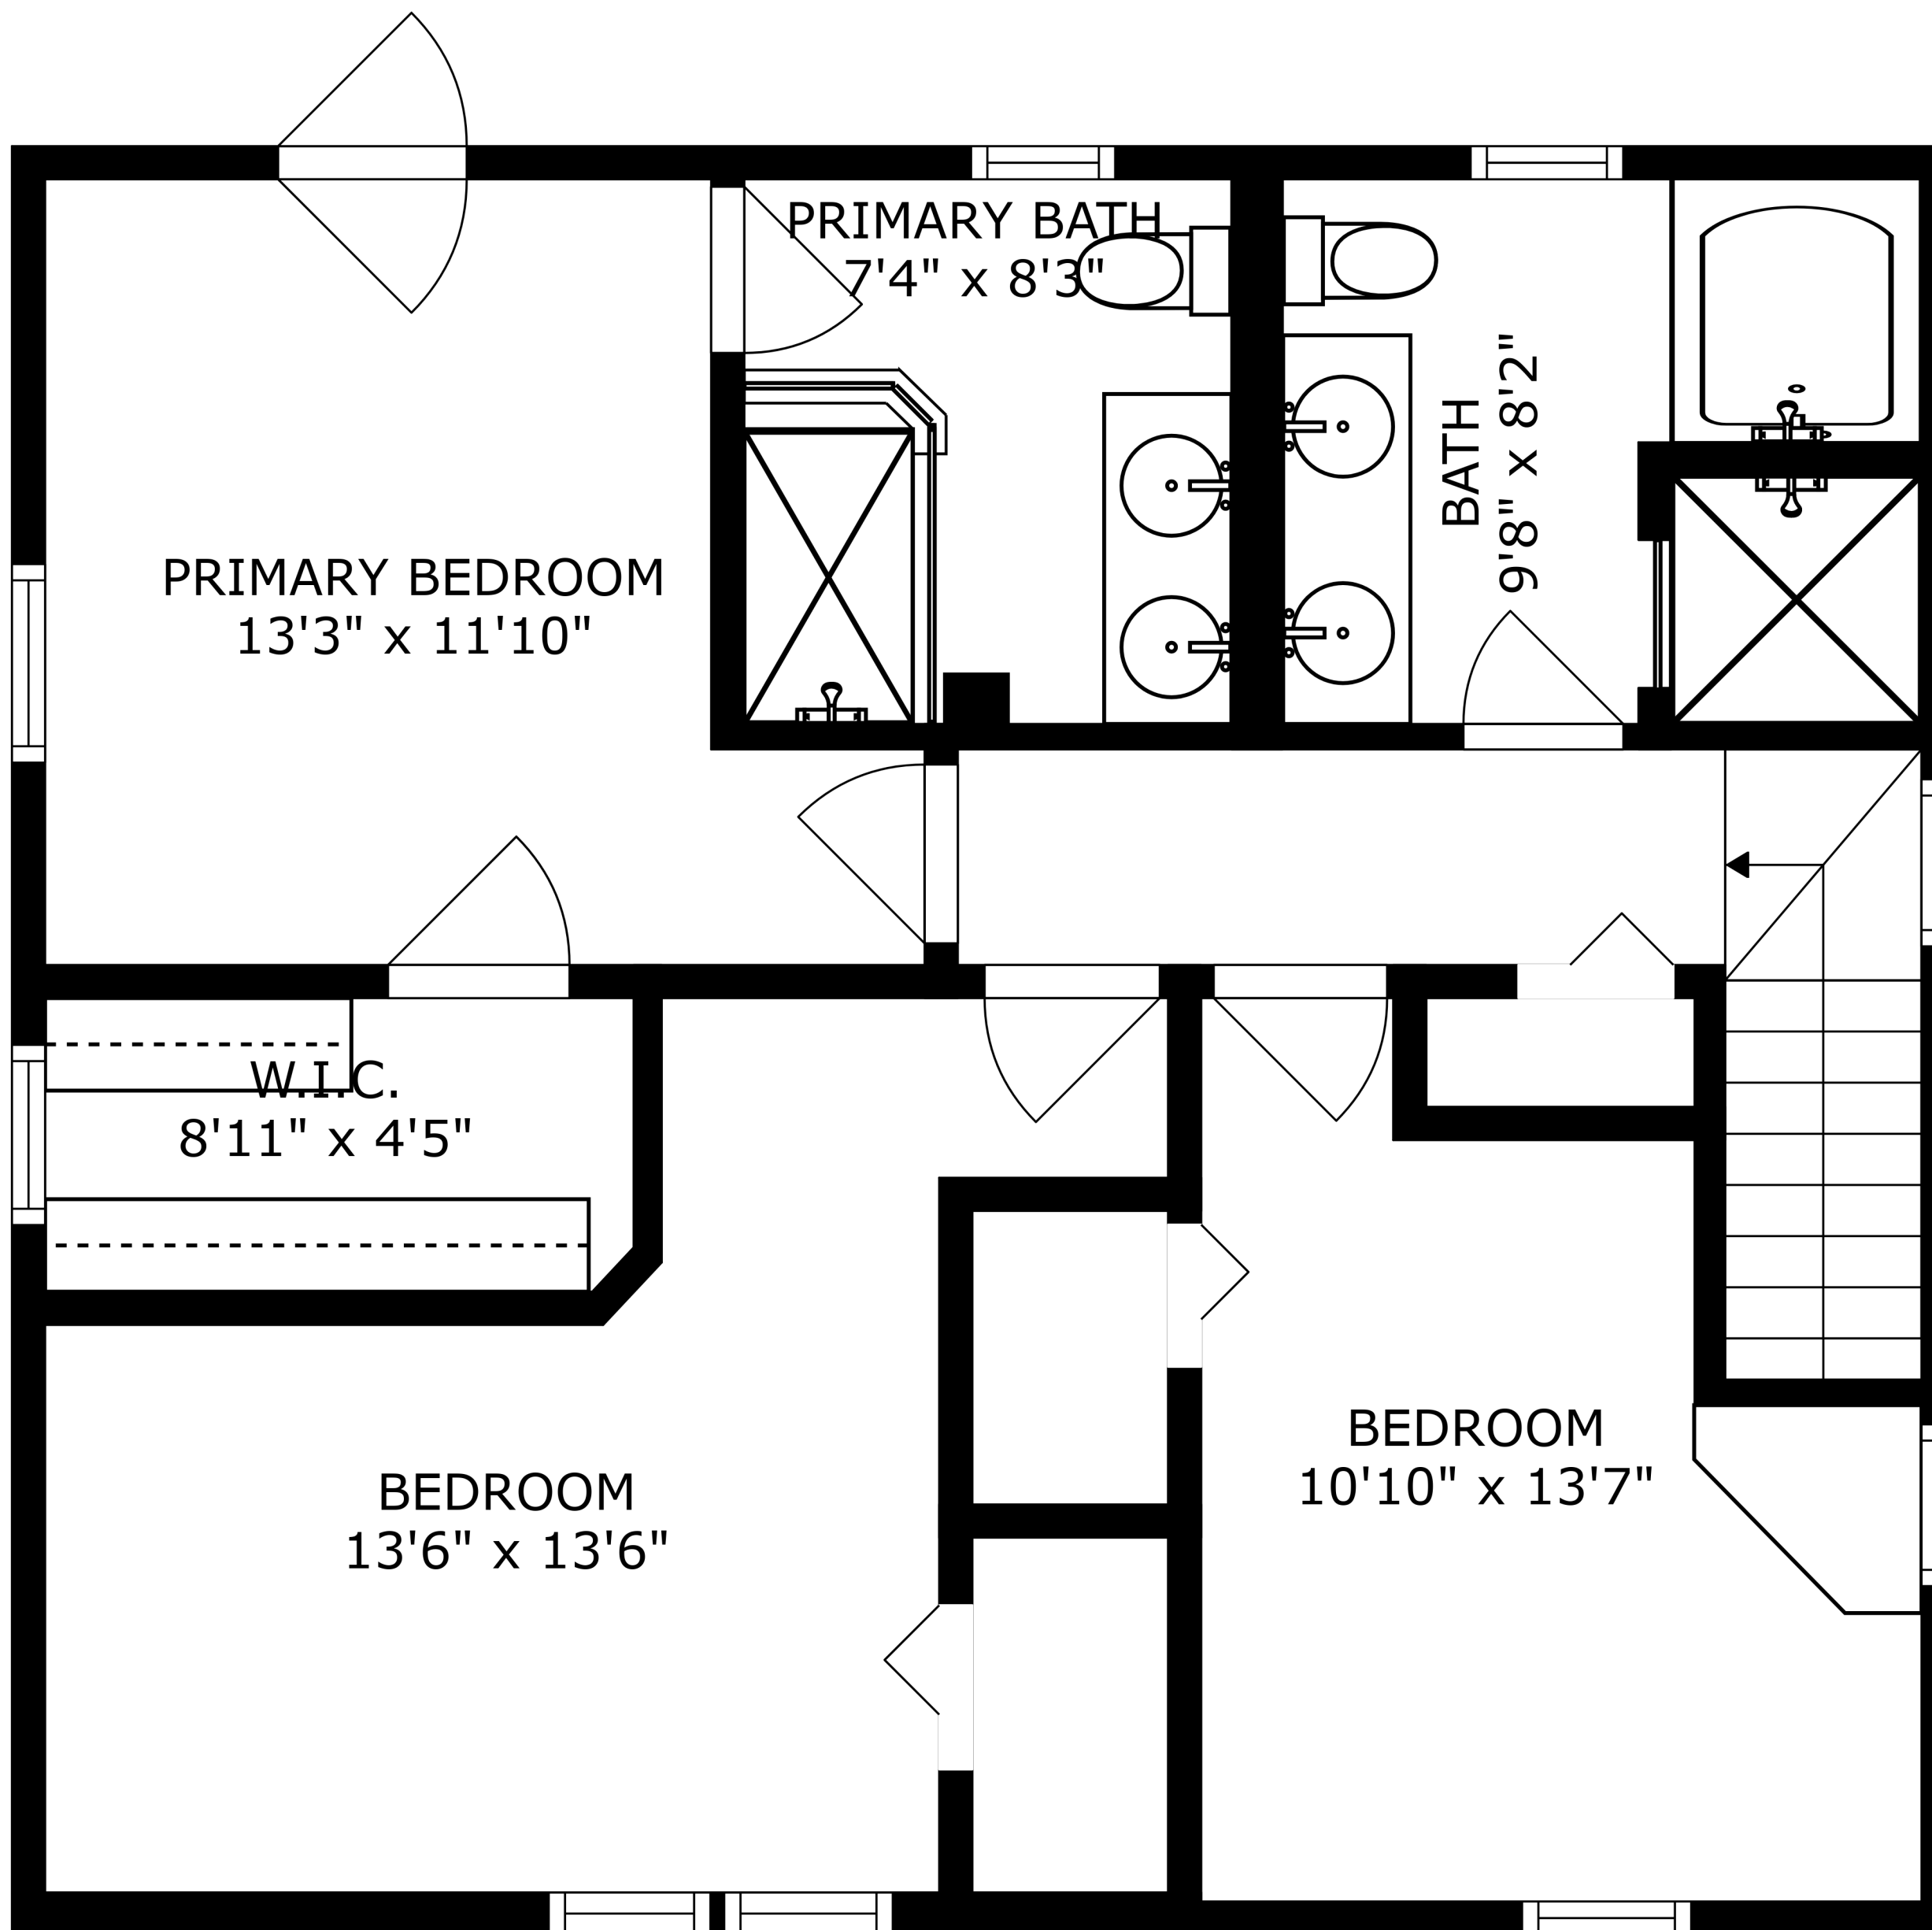 PRIMARY BATH
7'4" x 8'3"
BATH
9'8" x 8'2"
PRIMARY BEDROOM
13'3" x 11'10"
W.I.C.
8'11" x 4'5"
BEDROOM
10'10" x 13'7"
BEDROOM
13'6" x 13'6"